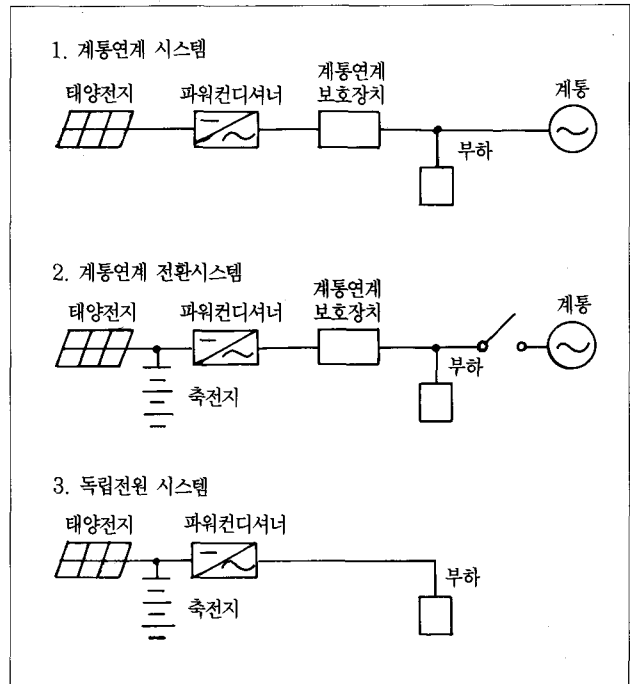 1. 계통연계 시스템
태양전지 파워컨디셔너 계통연계 보호장치 계통
부하
2. 계통연계 전환시스템
태양전지 파워컨디셔너 계통연계 보호장치 계통
부하
축전지
3. 독립전원 시스템
태양전지 파워컨디셔너
부하
축전지